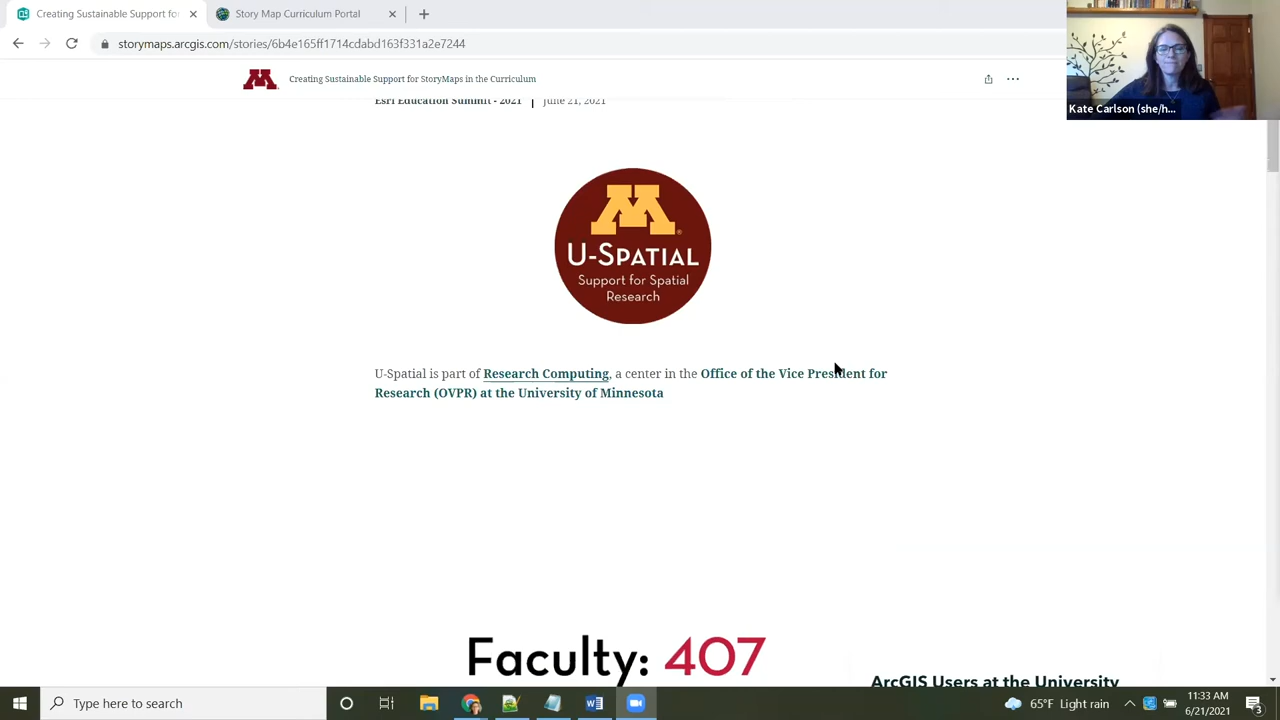 Creating Sustainable Support for
Story Map Curriculum Portal
storymaps.arcgis.com/stories/6b4e165ff1714cdabd163f331a2e7244
Kate Carlson (she/h...
Creating Sustainable Support for StoryMaps in the Curriculum
Esri Education Summit - 2021 | June 21, 2021
M
U-SPATIAL
Support for Spatial
Research
U-Spatial is part of Research Computing, a center in the Office of the Vice President for
Research (OVPR) at the University of Minnesota
Faculty: 407
ArcGIS Users at the University
Type here to search
65°F Light rain
11:33 AM
6/21/2021
3